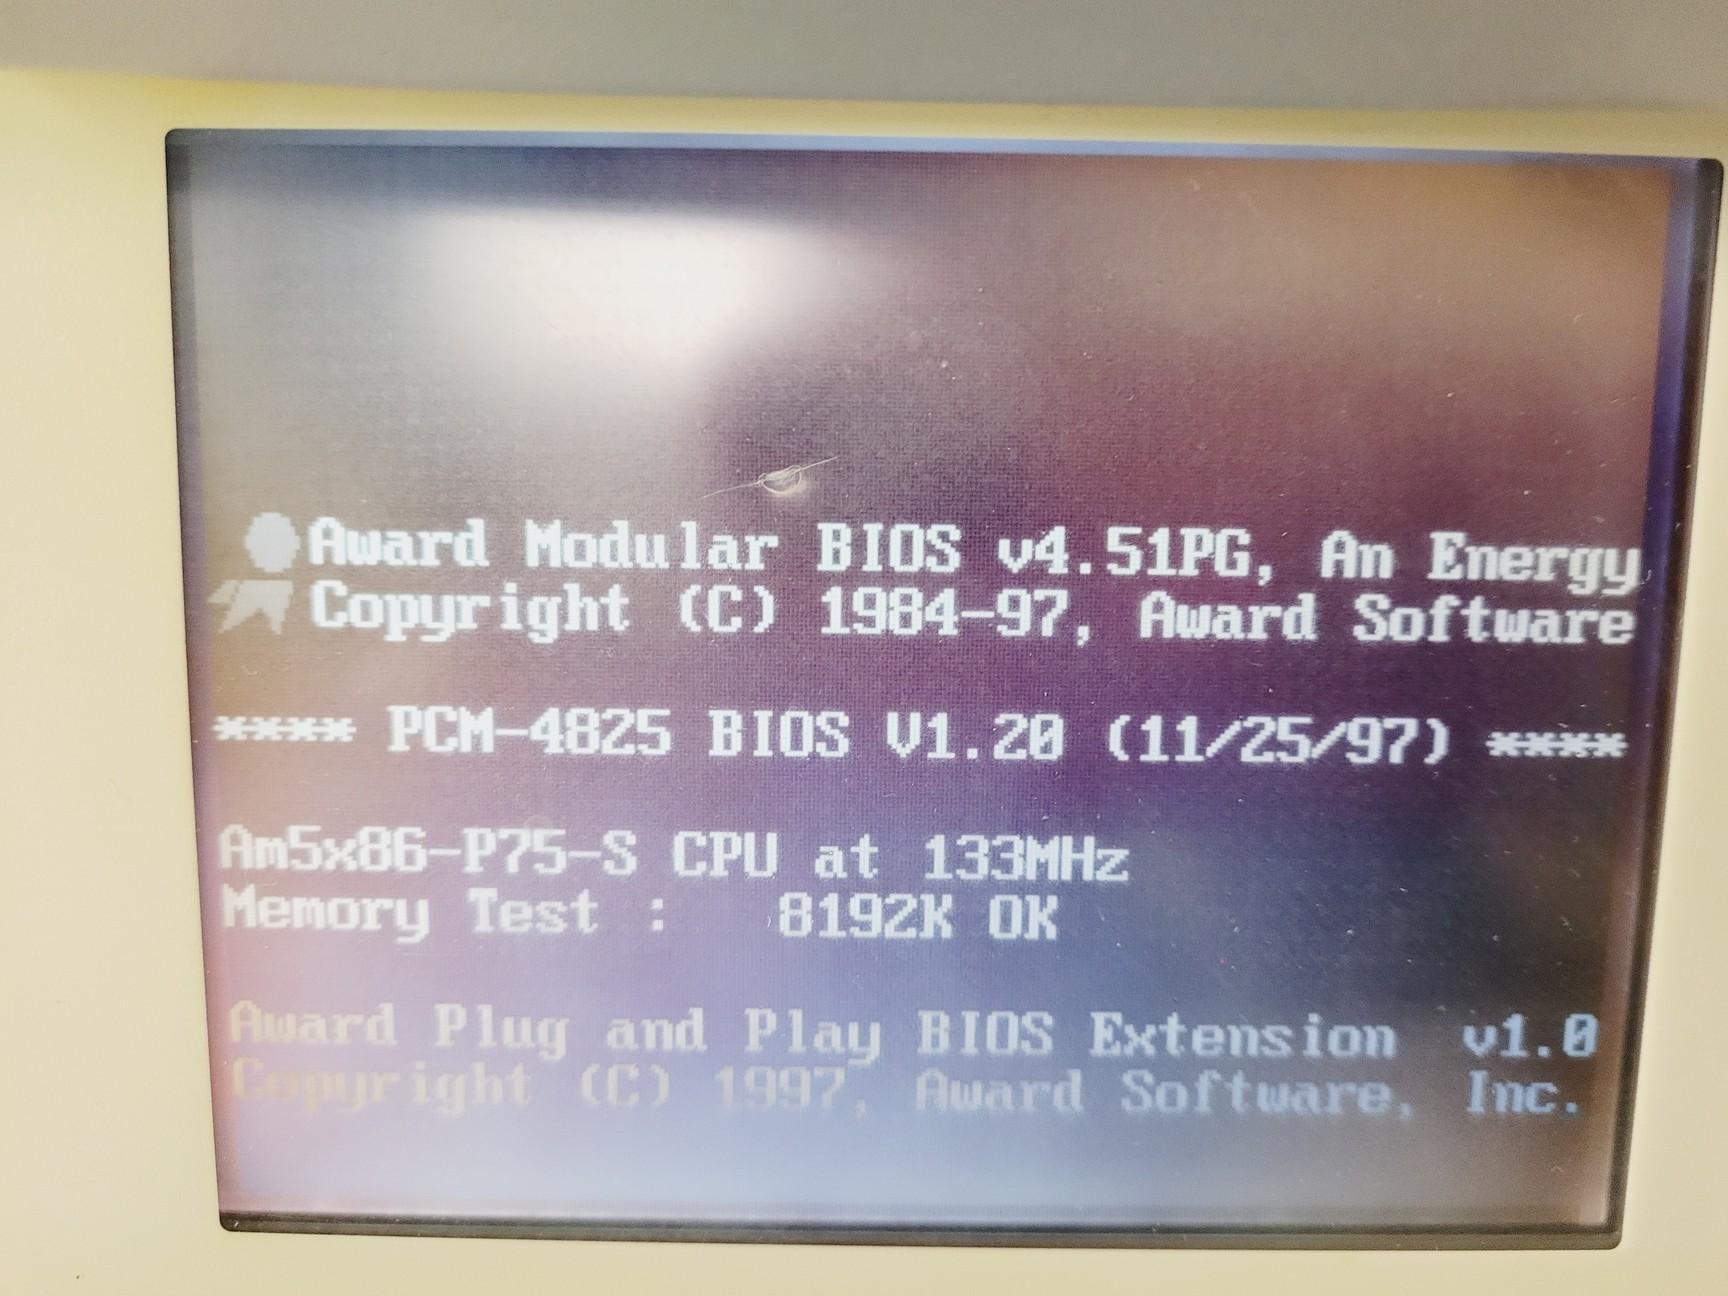 Award Modular BIOS v4.51PG, An Energy
Copyright (C) 1984-97, Award Software
**** PCM-4825 BIOS V1.20 (11/25/97) ****
Am5x86-P75-S CPU at 133MHz
Memory Test :   8192K OK
Award Plug and Play BIOS Extension  v1.0
Copyright (C) 1997, Award Software, Inc.